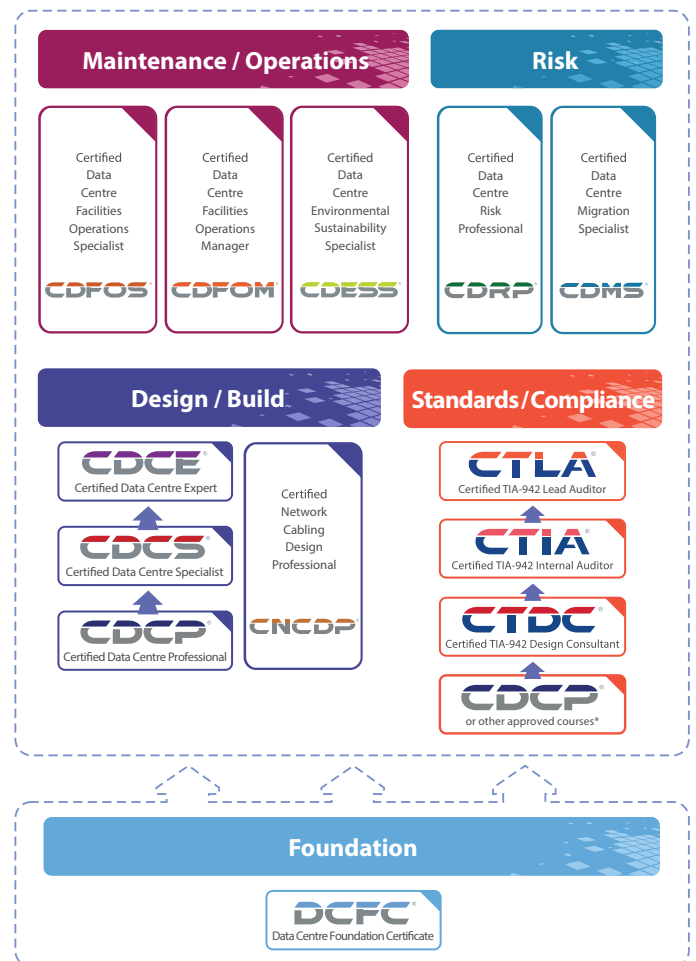 Maintenance / Operations
Certified
Data
Centre
Facilities
Operations
Specialist
CDFOS®
Certified
Data
Centre
Facilities
Operations
Manager
CDFOM®
Certified
Data
Centre
Environmental
Sustainability
Specialist
CDESS®
Risk
Certified
Data
Centre
Risk
Professional
CDRP®
Certified
Data
Centre
Migration
Specialist
CDMS®
Design / Build
CDCE®
Certified Data Centre Expert
CDCS®
Certified Data Centre Specialist
CDCP®
Certified Data Centre Professional
Certified
Network
Cabling
Design
Professional
CNCDP®
Standards/Compliance
CTLA®
Certified TIA-942 Lead Auditor
CTIA®
Certified TIA-942 Internal Auditor
CTDC®
Certified TIA-942 Design Consultant
CDCP®
or other approved courses*
Foundation
DCFC®
Data Centre Foundation Certificate